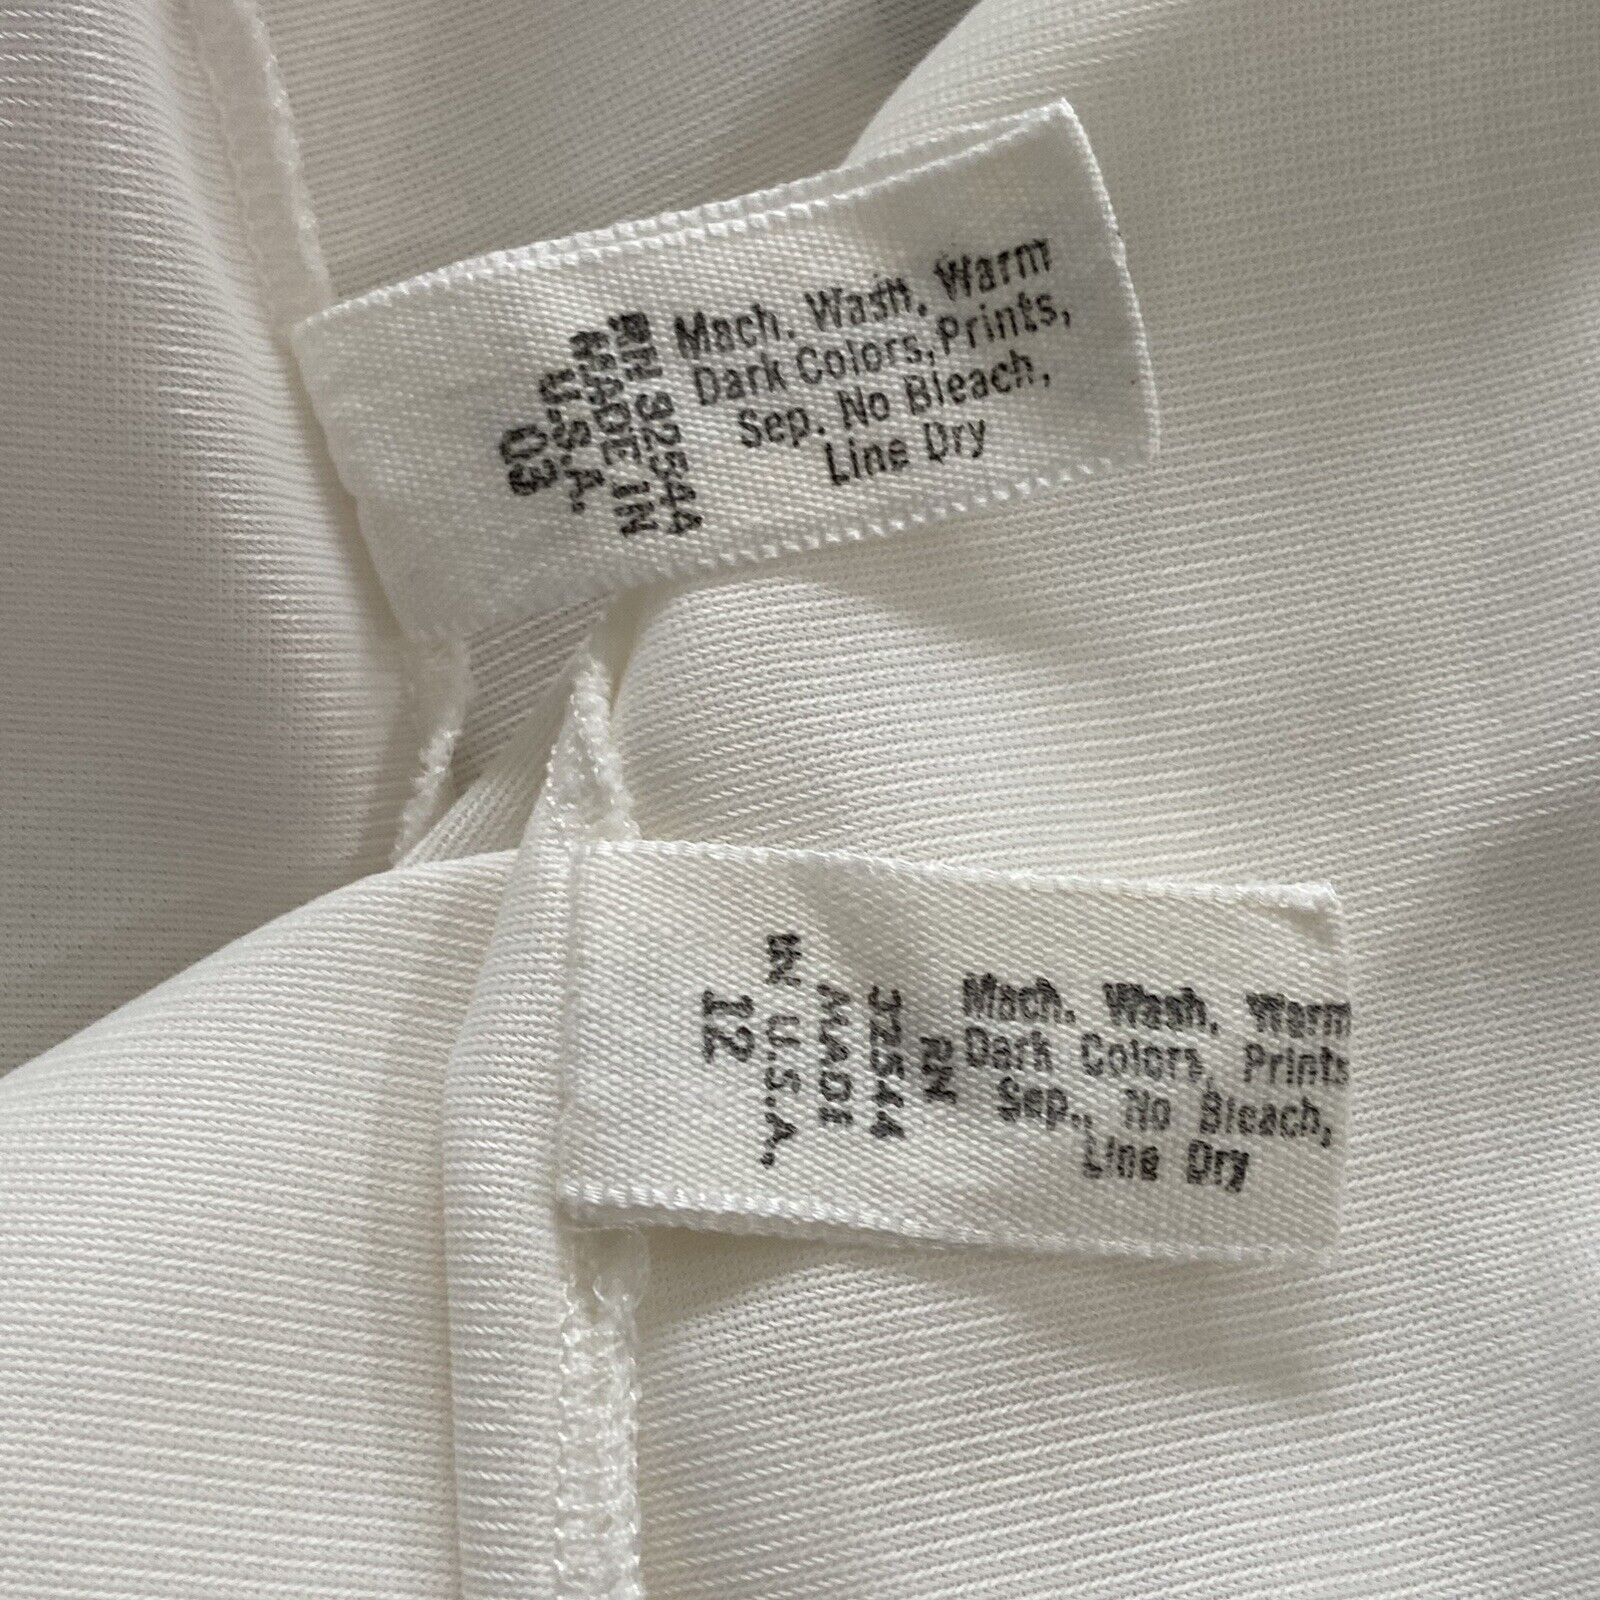 Mach. Wash. Warm
Dark Colors, Prints,
Sep. No Bleach,
Line Dry
RN 32544
MADE IN
U.S.A.
03
Mach. Wash. Warm
Dark Colors, Prints
Sep., No Bleach,
Line Dry
RN
32544
MADE
IN U.S.A.
12